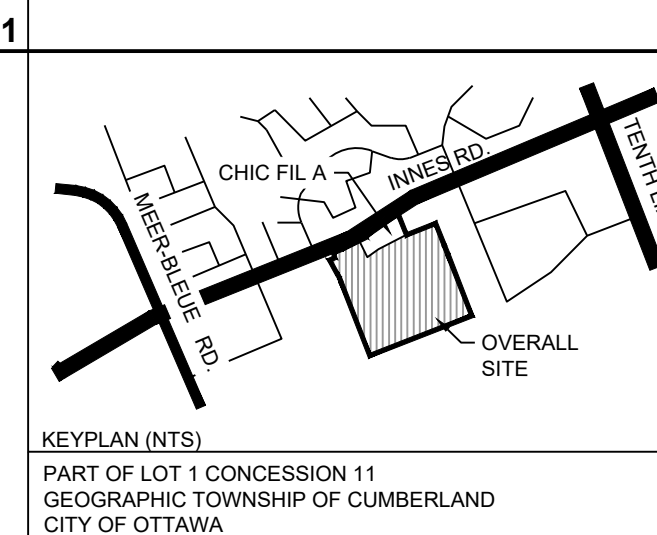 1
CHIC FIL A
INNES RD.
MEER-BLEUE RD.
TENTH
OVERALL
SITE
KEYPLAN (NTS)
PART OF LOT 1 CONCESSION 11
GEOGRAPHIC TOWNSHIP OF CUMBERLAND
CITY OF OTTAWA